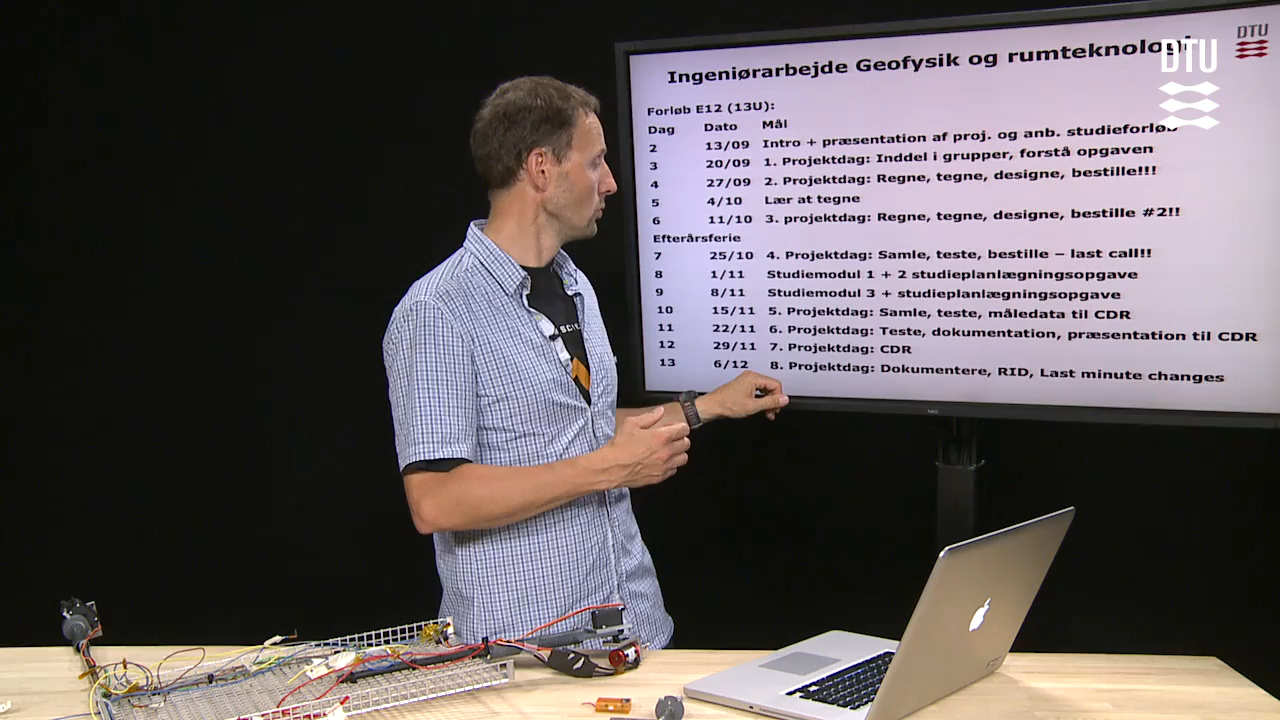 DTU
Ingeniørarbejde Geofysik og rumteknologi
DTU
Forløb E12 (13U):
Dag Dato Mål
2 13/09 Intro + præsentation af proj. og anb. studieforløb
3 20/09 1. Projektdag: Inddel i grupper, forstå opgaven
4 27/09 2. Projektdag: Regne, tegne, designe, bestille!!!
5 4/10 Lær at tegne
6 11/10 3. projektdag: Regne, tegne, designe, bestille #2!!
Efterårsferie
7 25/10 4. Projektdag: Samle, teste, bestille – last call!!
8 1/11 Studiemodul 1 + 2 studieplanlægningsopgave
9 8/11 Studiemodul 3 + studieplanlægningsopgave
10 15/11 5. Projektdag: Samle, teste, måledata til CDR
11 22/11 6. Projektdag: Teste, dokumentation, præsentation til CDR
12 29/11 7. Projektdag: CDR
13 6/12 8. Projektdag: Dokumentere, RID, Last minute changes